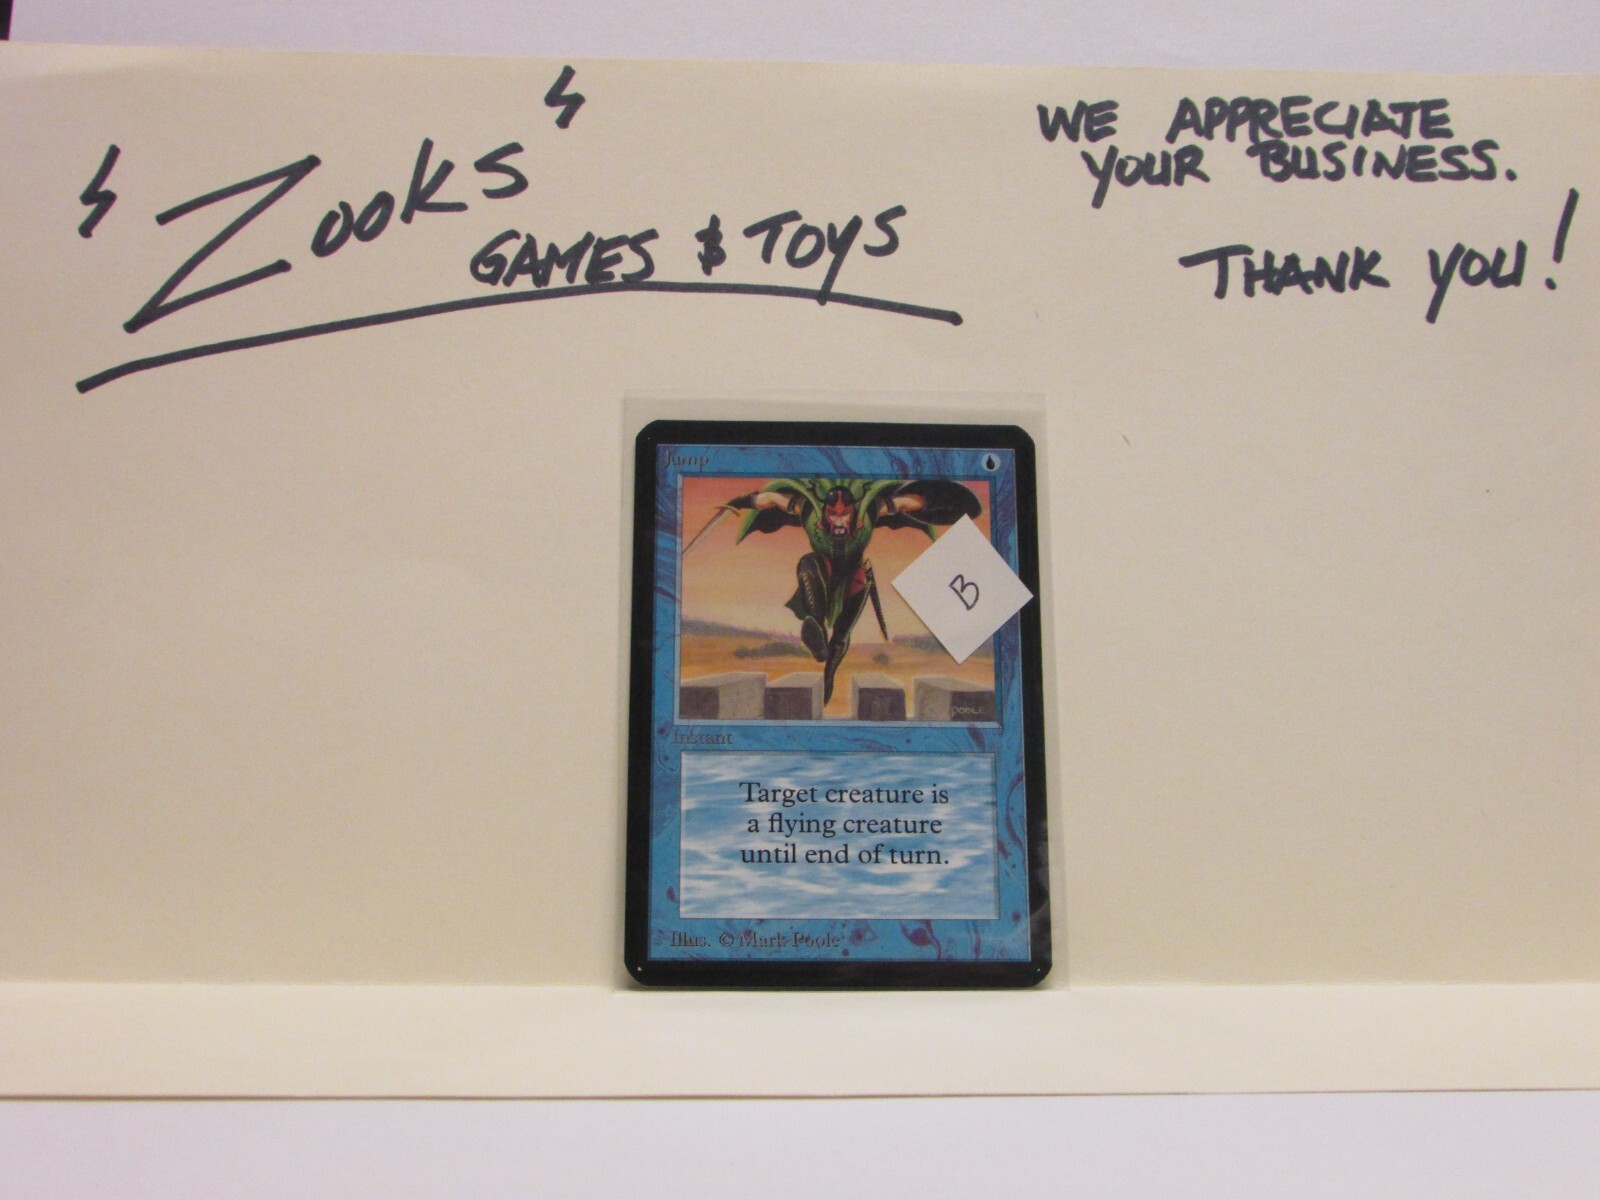 "Zooks"
GAMES & TOYS
WE APPRECIATE
YOUR BUSINESS.
THANK YOU!
Jump
B
POOLE
Instant
Target creature is
a flying creature
until end of turn.
Illus. © Mark Poole